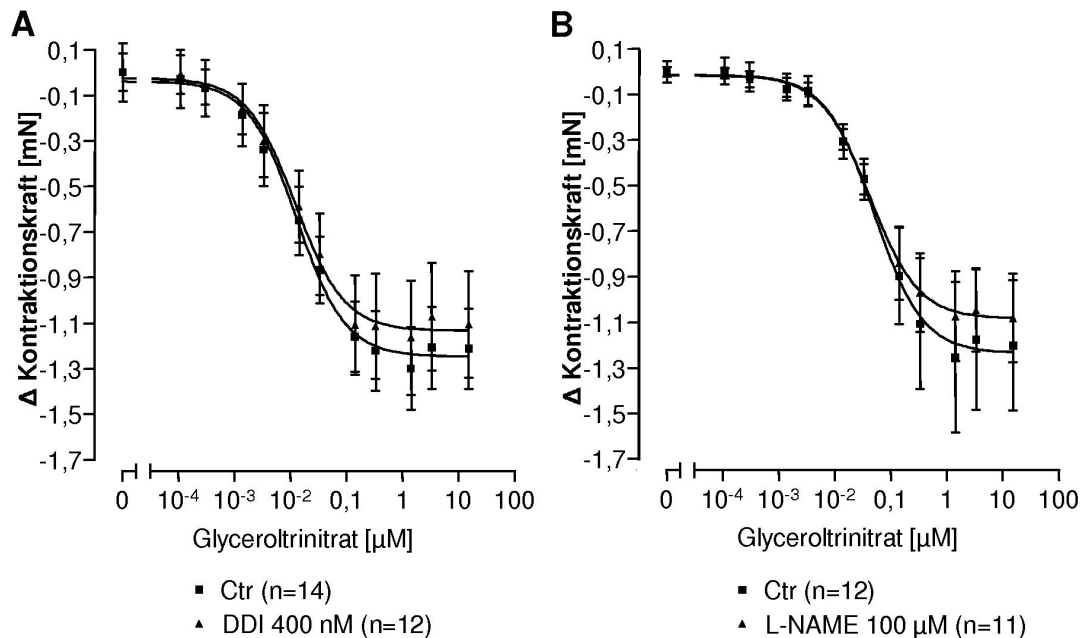 A
0,1
-0,1
-0,3
-0,5
-0,7
-0,9
-1,1
-1,3
-1,5
-1,7
Δ Kontraktionskraft [mN]
0 10-4 10-3 10-2 0,1 1 10 100
Glyceroltrinitrat [µM]
Ctr (n=14)
DDI 400 nM (n=12)
B
0,1
-0,1
-0,3
-0,5
-0,7
-0,9
-1,1
-1,3
-1,5
-1,7
Δ Kontraktionskraft [mN]
0 10-4 10-3 10-2 0,1 1 10 100
Glyceroltrinitrat [µM]
Ctr (n=12)
L-NAME 100 µM (n=11)